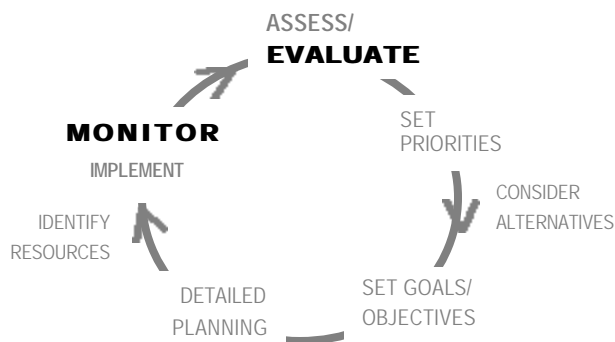 ASSESS/
EVALUATE
SET
PRIORITIES
CONSIDER
ALTERNATIVES
SET GOALS/
OBJECTIVES
DETAILED
PLANNING
IDENTIFY
RESOURCES
MONITOR
IMPLEMENT